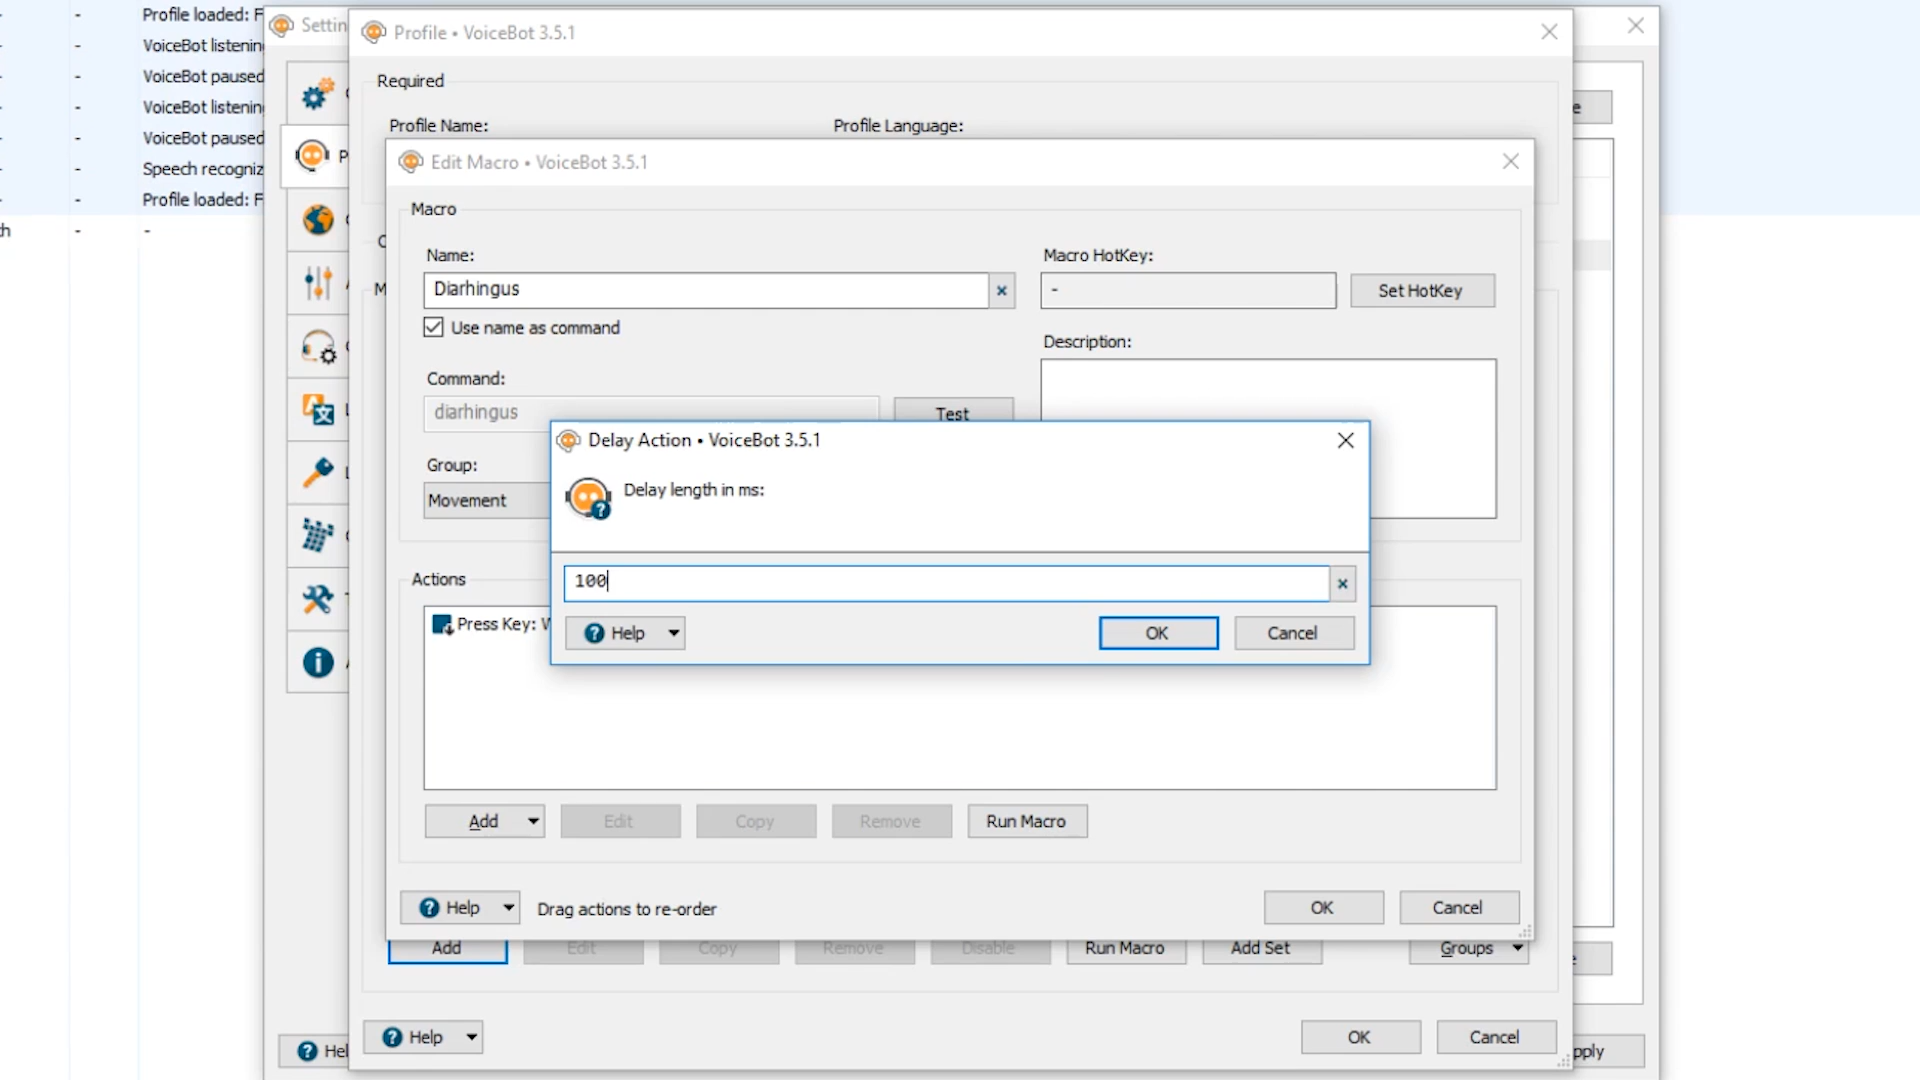 - - Profile loaded: F
- - VoiceBot listening
- - VoiceBot paused
- - VoiceBot listening
- - VoiceBot paused
- - Speech recogniz
- - Profile loaded: F
- -
Settin
Profile • VoiceBot 3.5.1
Required
Profile Name:
Profile Language:
Edit Macro • VoiceBot 3.5.1
Macro
Name:
Diarhingus
Use name as command
Command:
diarhingus
Test
Group:
Movement
Macro HotKey:
-
Set HotKey
Description:
Delay Action • VoiceBot 3.5.1
Delay length in ms:
100
Help
OK
Cancel
Actions
Press Key: W
Add
Edit
Copy
Remove
Run Macro
Help
Drag actions to re-order
OK
Cancel
Add
Edit
Copy
Remove
Disable
Run Macro
Add Set
Groups
Help
OK
Cancel
Hel
pply